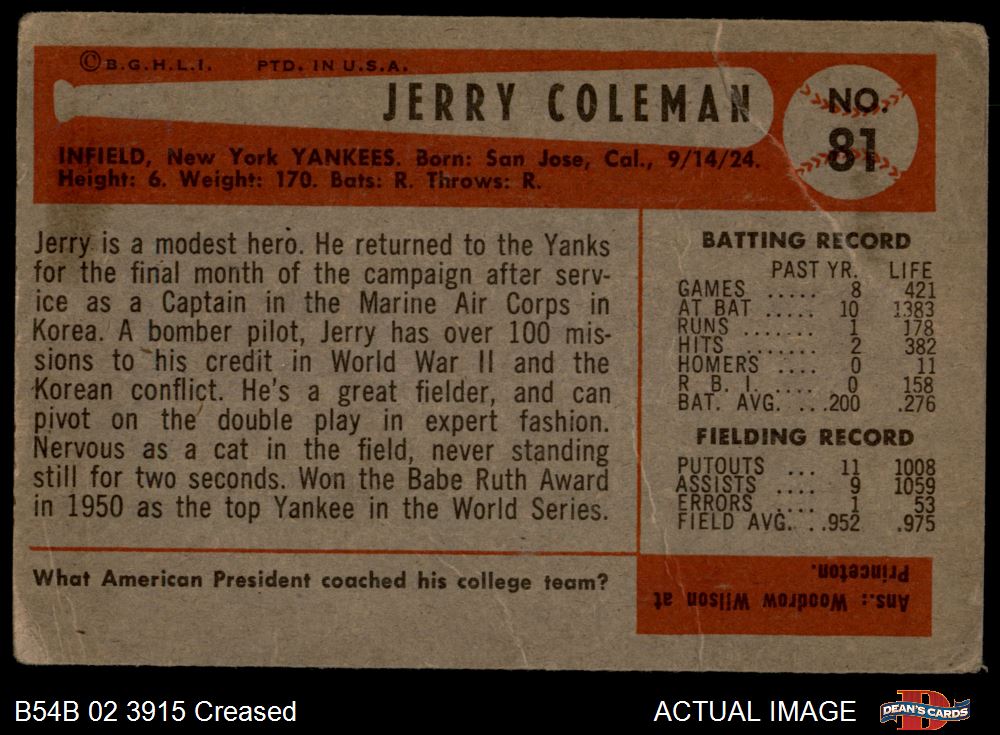 ©B.G.H.L.I. PTD. IN U.S.A.
JERRY COLEMAN
NO.
81
INFIELD, New York YANKEES. Born: San Jose, Cal., 9/14/24.
Height: 6. Weight: 170. Bats: R. Throws: R.
Jerry is a modest hero. He returned to the Yanks
for the final month of the campaign after serv-
ice as a Captain in the Marine Air Corps in
Korea. A bomber pilot, Jerry has over 100 mis-
sions to his credit in World War II and the
Korean conflict. He's a great fielder, and can
pivot on the double play in expert fashion.
Nervous as a cat in the field, never standing
still for two seconds. Won the Babe Ruth Award
in 1950 as the top Yankee in the World Series.
BATTING RECORD
PAST YR. LIFE
GAMES ..... 8 421
AT BAT ..... 10 1383
RUNS ....... 1 178
HITS ....... 2 382
HOMERS .... 0 11
R. B. I. .... 0 158
BAT. AVG. ...200 .276
FIELDING RECORD
PUTOUTS ... 11 1008
ASSISTS .... 9 1059
ERRORS .... 1 53
FIELD AVG. ..952 .975
What American President coached his college team?
Ans.: Woodrow Wilson at
Princeton.
B54B 02 3915 Creased
ACTUAL IMAGE
D
DEAN'S CARDS